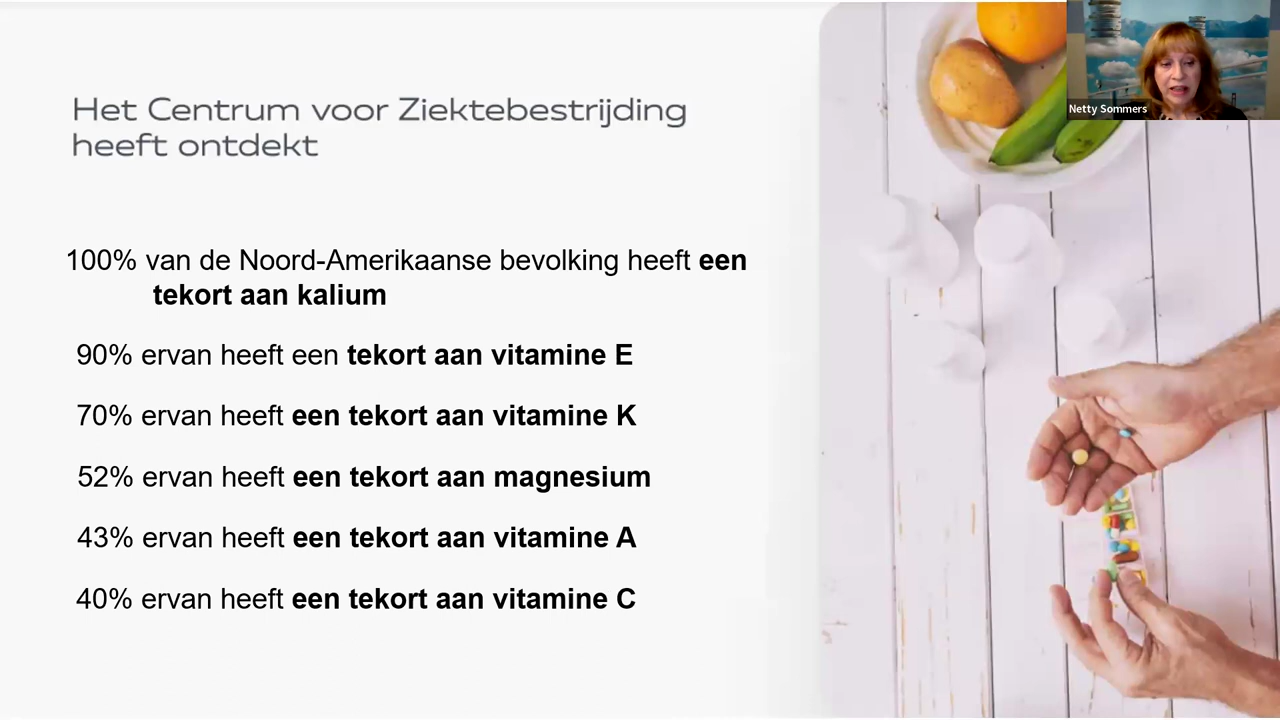 Het Centrum voor Ziektebestrijding
heeft ontdekt
100% van de Noord-Amerikaanse bevolking heeft een
tekort aan kalium
90% ervan heeft een tekort aan vitamine E
70% ervan heeft een tekort aan vitamine K
52% ervan heeft een tekort aan magnesium
43% ervan heeft een tekort aan vitamine A
40% ervan heeft een tekort aan vitamine C
Netty Sommers